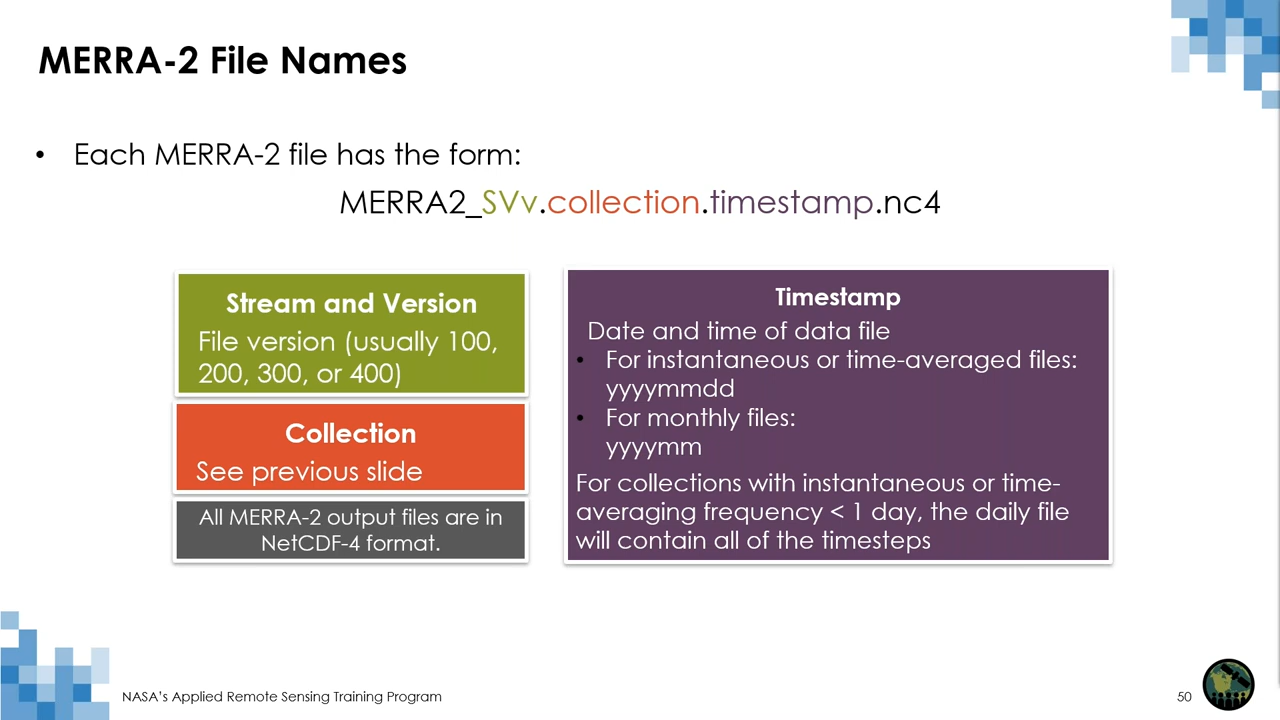 MERRA-2 File Names
• Each MERRA-2 file has the form:
MERRA2_SVv.collection.timestamp.nc4
Stream and Version
File version (usually 100,
200, 300, or 400)
Collection
See previous slide
All MERRA-2 output files are in
NetCDF-4 format.
Timestamp
Date and time of data file
• For instantaneous or time-averaged files:
yyyymmdd
• For monthly files:
yyyymm
For collections with instantaneous or time-
averaging frequency < 1 day, the daily file
will contain all of the timesteps
NASA's Applied Remote Sensing Training Program
50